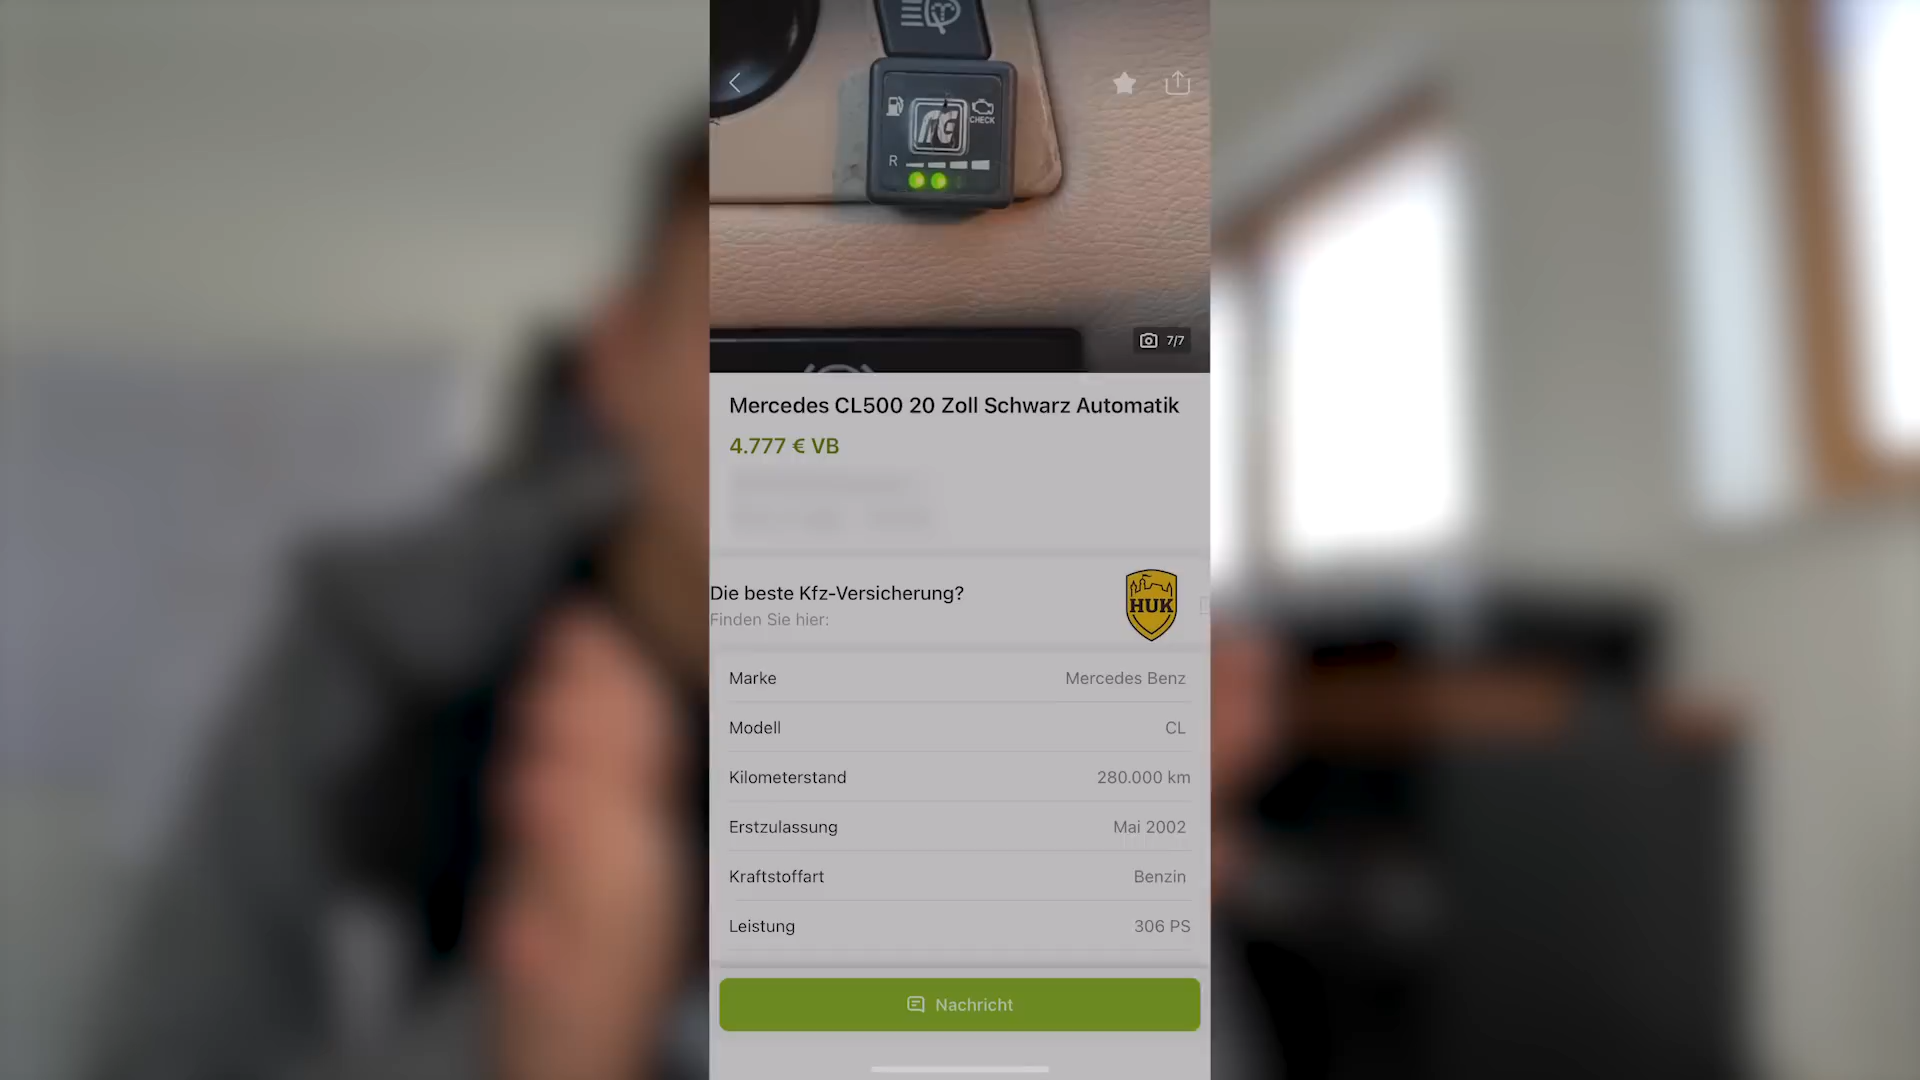 CHECK
R
7/7
Mercedes CL500 20 Zoll Schwarz Automatik
4.777 € VB
Die beste Kfz-Versicherung?
Finden Sie hier:
HUK
Marke Mercedes Benz
Modell CL
Kilometerstand 280.000 km
Erstzulassung Mai 2002
Kraftstoffart Benzin
Leistung 306 PS
Nachricht